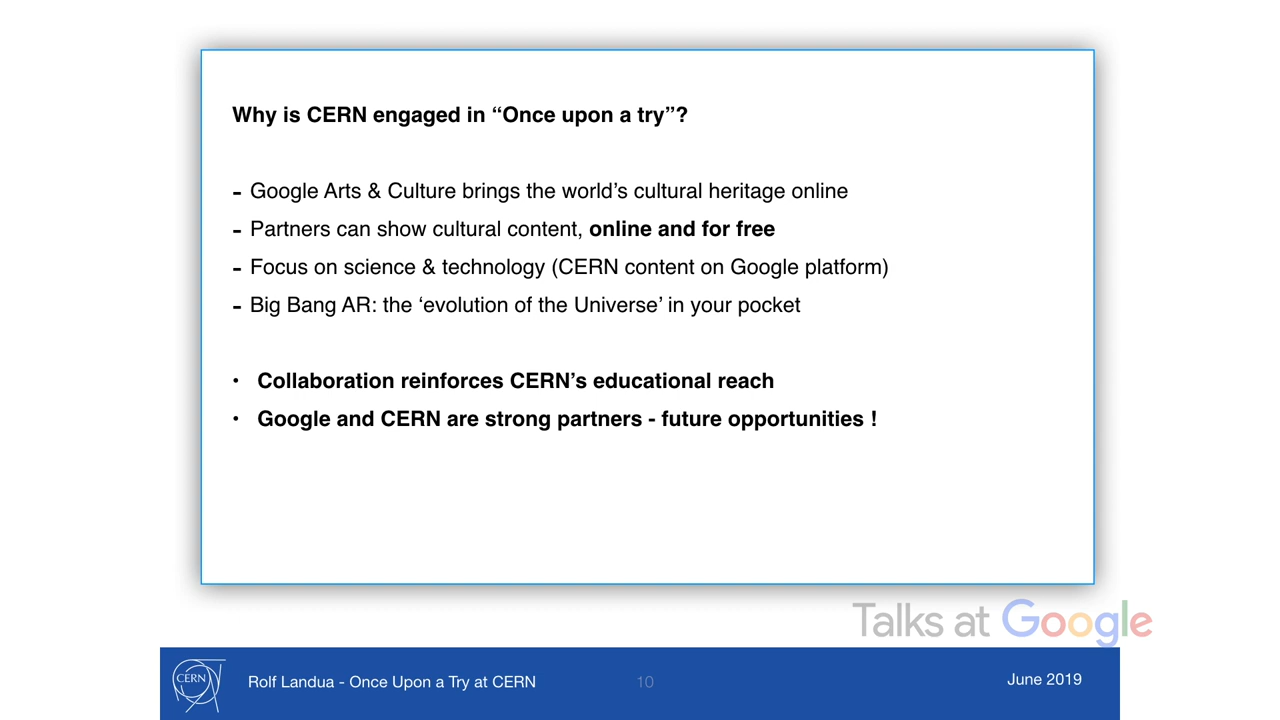 Why is CERN engaged in “Once upon a try”?
- Google Arts & Culture brings the world’s cultural heritage online
- Partners can show cultural content, online and for free
- Focus on science & technology (CERN content on Google platform)
- Big Bang AR: the ‘evolution of the Universe’ in your pocket
• Collaboration reinforces CERN’s educational reach
• Google and CERN are strong partners - future opportunities !
Talks at Google
CERN
Rolf Landua - Once Upon a Try at CERN
10
June 2019